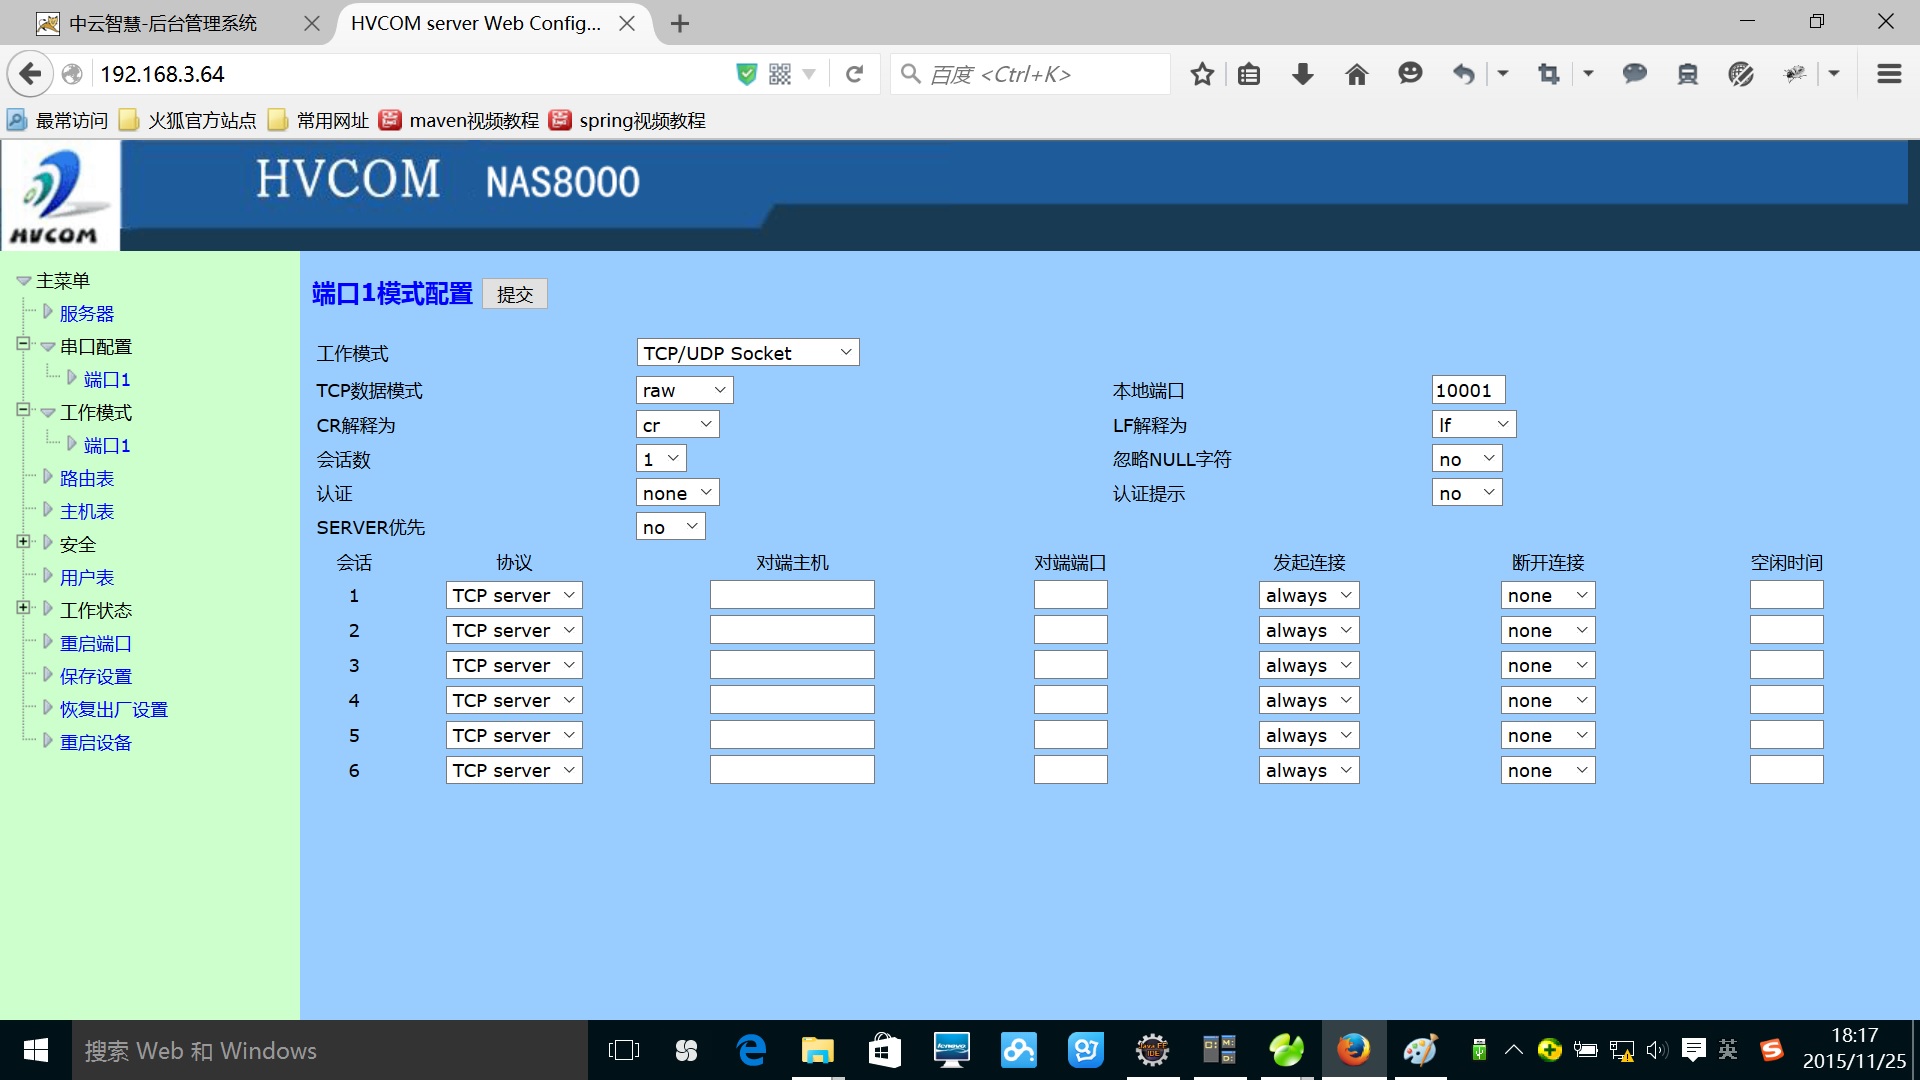 中云智慧-后台管理系统
HVCOM server Web Config...
192.168.3.64
百度 <Ctrl+K>
最常访问
火狐官方站点
常用网址
maven视频教程
spring视频教程
HVCOM
HVCOM NAS8000
主菜单
服务器
串口配置
端口1
工作模式
端口1
路由表
主机表
安全
用户表
工作状态
重启端口
保存设置
恢复出厂设置
重启设备
端口1模式配置 提交
工作模式 TCP/UDP Socket
TCP数据模式 raw 本地端口 10001
CR解释为 cr LF解释为 lf
会话数 1 忽略NULL字符 no
认证 none 认证提示 no
SERVER优先 no
会话 协议 对端主机 对端端口 发起连接 断开连接 空闲时间
1 TCP server always none
2 TCP server always none
3 TCP server always none
4 TCP server always none
5 TCP server always none
6 TCP server always none
搜索 Web 和 Windows
英
18:17
2015/11/25